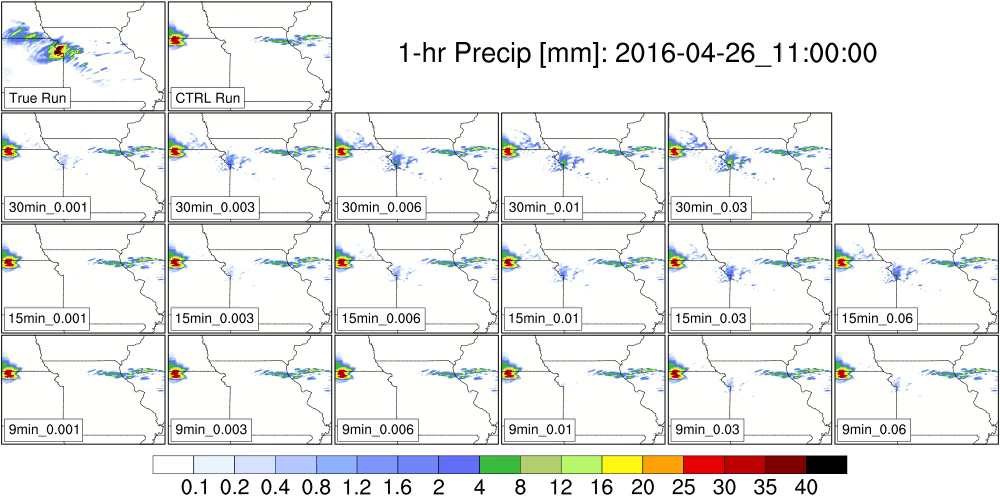 1-hr Precip [mm]: 2016-04-26_11:00:00
True Run
CTRL Run
30min_0.001
30min_0.003
30min_0.006
30min_0.01
30min_0.03
15min_0.001
15min_0.003
15min_0.006
15min_0.01
15min_0.03
15min_0.06
9min_0.001
9min_0.003
9min_0.006
9min_0.01
9min_0.03
9min_0.06
0.1 0.2 0.4 0.8 1.2 1.6 2 4 8 12 16 20 25 30 35 40